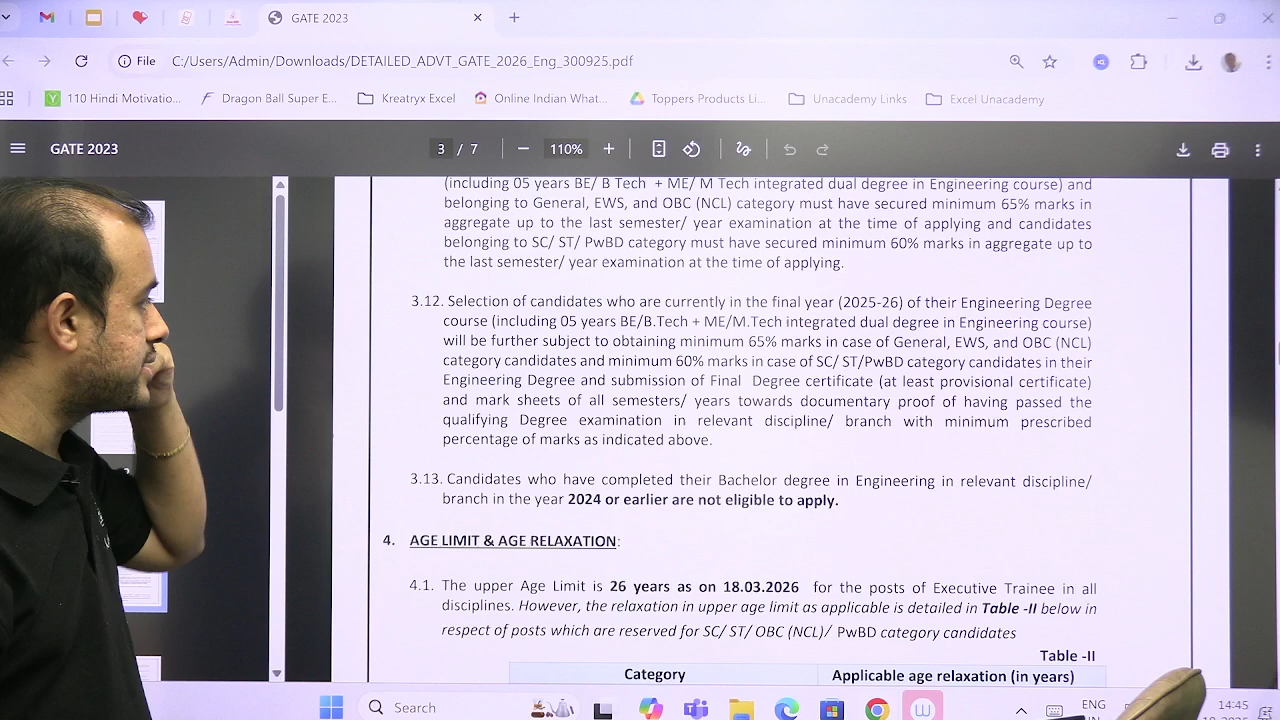 GATE 2023
File C:/Users/Admin/Downloads/DETAILED_ADVT_GATE_2026_Eng_300925.pdf
110 Hindi Motivatio... Dragon Ball Super E... Kreatryx Excel Online Indian What... Toppers Products Li... Unacademy Links Excel Unacademy
GATE 2023 3 / 7 110%
(including 05 years BE/ B Tech + ME/ M Tech integrated dual degree in Engineering course) and
belonging to General, EWS, and OBC (NCL) category must have secured minimum 65% marks in
aggregate up to the last semester/ year examination at the time of applying and candidates
belonging to SC/ ST/ PwBD category must have secured minimum 60% marks in aggregate up to
the last semester/ year examination at the time of applying.
3.12. Selection of candidates who are currently in the final year (2025-26) of their Engineering Degree
course (including 05 years BE/B.Tech + ME/M.Tech integrated dual degree in Engineering course)
will be further subject to obtaining minimum 65% marks in case of General, EWS, and OBC (NCL)
category candidates and minimum 60% marks in case of SC/ ST/PwBD category candidates in their
Engineering Degree and submission of Final Degree certificate (at least provisional certificate)
and mark sheets of all semesters/ years towards documentary proof of having passed the
qualifying Degree examination in relevant discipline/ branch with minimum prescribed
percentage of marks as indicated above.
3.13. Candidates who have completed their Bachelor degree in Engineering in relevant discipline/
branch in the year 2024 or earlier are not eligible to apply.
4. AGE LIMIT & AGE RELAXATION:
4.1. The upper Age Limit is 26 years as on 18.03.2026 for the posts of Executive Trainee in all
disciplines. However, the relaxation in upper age limit as applicable is detailed in Table -II below in
respect of posts which are reserved for SC/ ST/ OBC (NCL)/ PwBD category candidates
Table -II
Category Applicable age relaxation (in years)
Search ENG 14:45